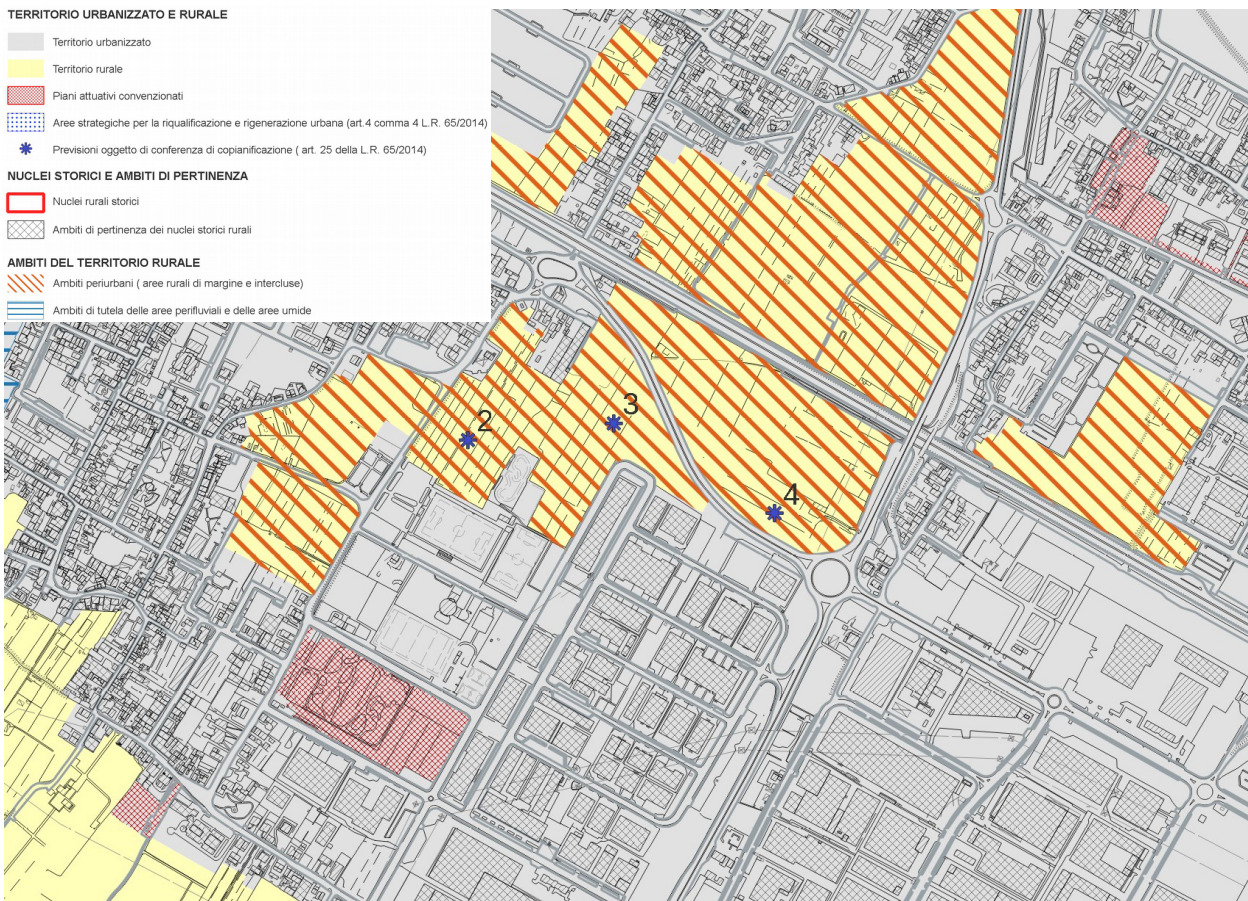 TERRITORIO URBANIZZATO E RURALE
Territorio urbanizzato
Territorio rurale
Piani attuativi convenzionati
Aree strategiche per la riqualificazione e rigenerazione urbana (art.4 comma 4 L.R. 65/2014)
Previsioni oggetto di conferenza di copianificazione ( art. 25 della L.R. 65/2014)
NUCLEI STORICI E AMBITI DI PERTINENZA
Nuclei rurali storici
Ambiti di pertinenza dei nuclei storici rurali
AMBITI DEL TERRITORIO RURALE
Ambiti periurbani ( aree rurali di margine e intercluse)
Ambiti di tutela delle aree perifluviali e delle aree umide
3
2
4